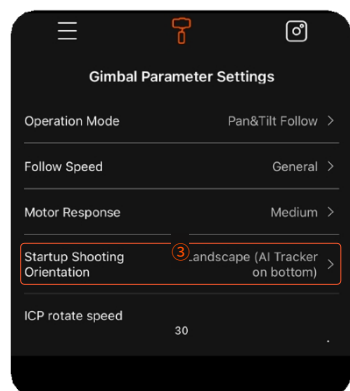 Gimbal Parameter Settings
Operation Mode Pan&Tilt Follow >
Follow Speed General >
Motor Response Medium >
Startup Shooting ③ andscape (AI Tracker
Orientation on bottom) >
ICP rotate speed
30